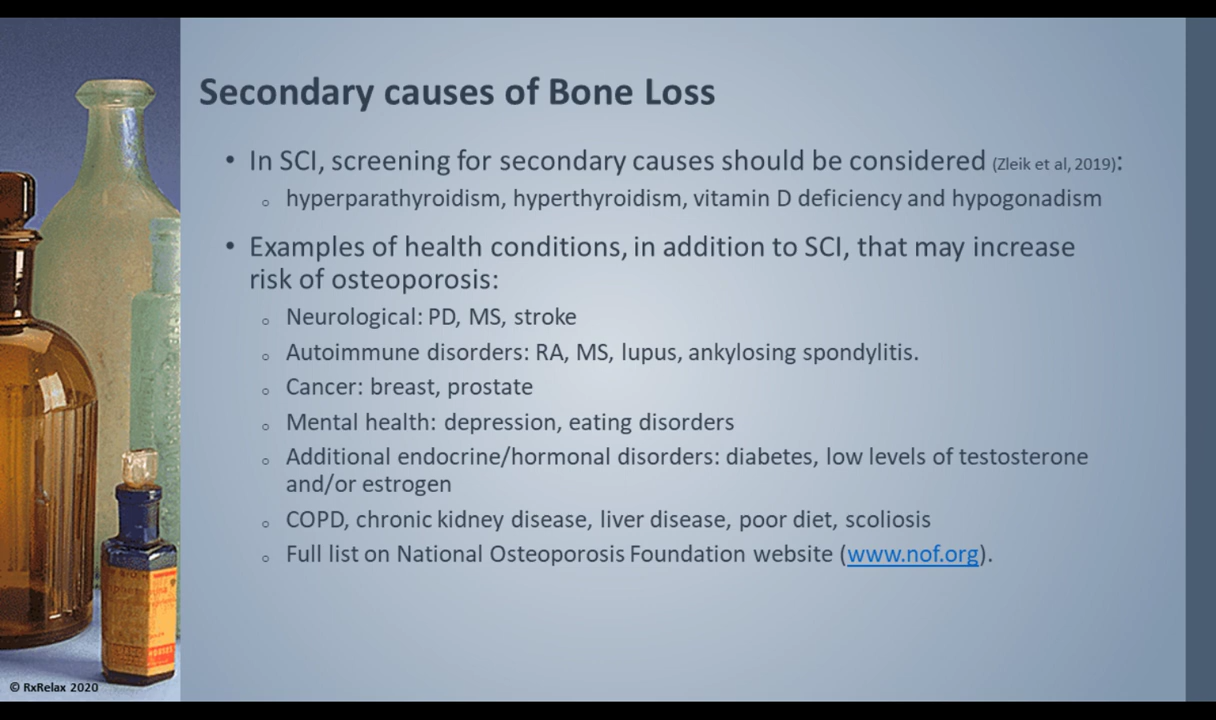 Secondary causes of Bone Loss
• In SCI, screening for secondary causes should be considered (Zleik et al, 2019):
○ hyperparathyroidism, hyperthyroidism, vitamin D deficiency and hypogonadism
• Examples of health conditions, in addition to SCI, that may increase
risk of osteoporosis:
○ Neurological: PD, MS, stroke
○ Autoimmune disorders: RA, MS, lupus, ankylosing spondylitis.
○ Cancer: breast, prostate
○ Mental health: depression, eating disorders
○ Additional endocrine/hormonal disorders: diabetes, low levels of testosterone
and/or estrogen
○ COPD, chronic kidney disease, liver disease, poor diet, scoliosis
○ Full list on National Osteoporosis Foundation website (www.nof.org).
© RxRelax 2020